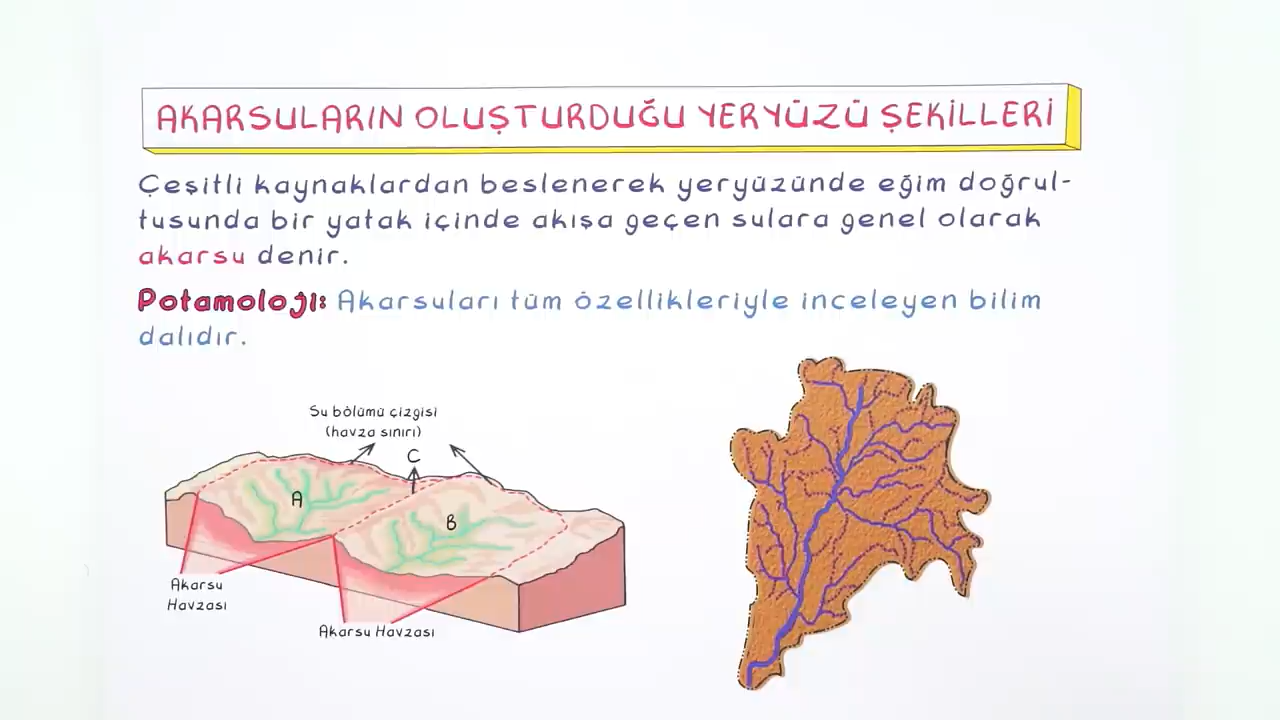 AKARSULARIN OLUŞTURDUĞU YERYÜZÜ ŞEKİLLERİ
Çeşitli kaynaklardan beslenerek yeryüzünde eğim doğrul-
tusunda bir yatak içinde akışa geçen sulara genel olarak
akarsu denir.
Potamoloji: Akarsuları tüm özellikleriyle inceleyen bilim
dalıdır.
Su bölümü çizgisi
(havza sınırı)
C
A
B
Akarsu
Havzası
Akarsu Havzası